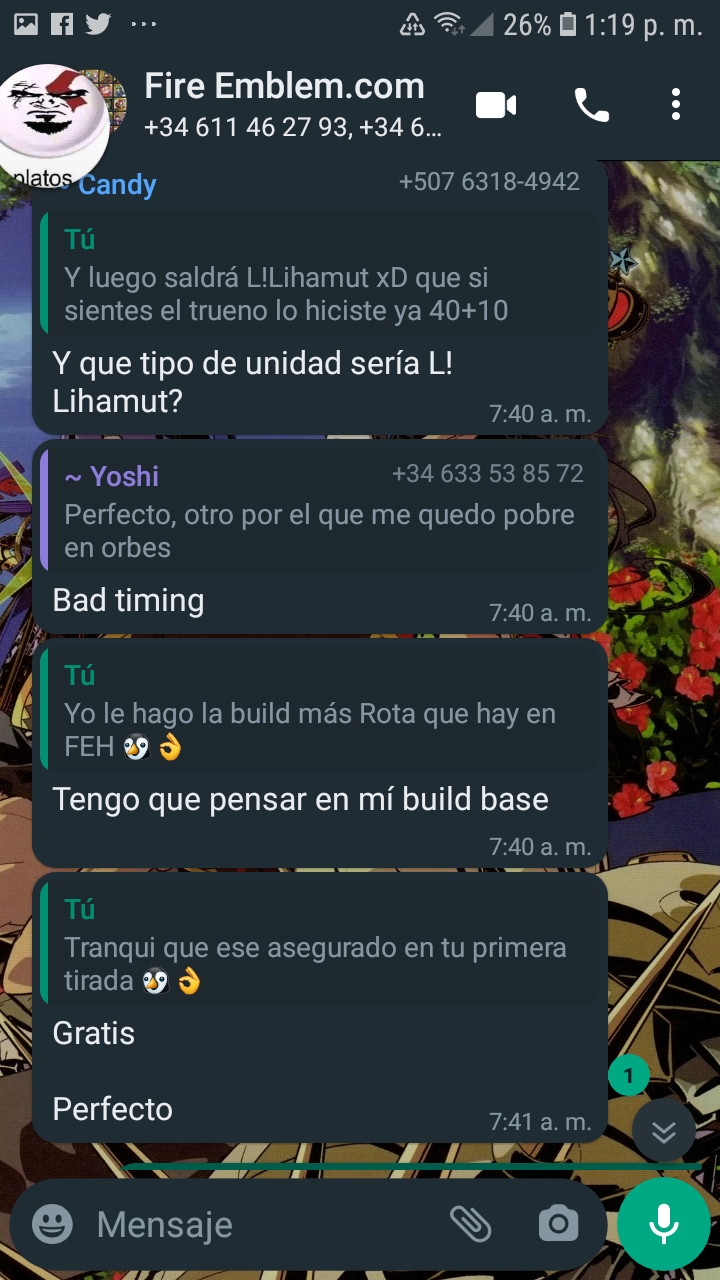 26% 1:19 p. m.
Fire Emblem.com
+34 611 46 27 93, +34 6...
platos
~ Candy +507 6318-4942
Tú
Y luego saldrá L!Lihamut xD que si
sientes el trueno lo hiciste ya 40+10
Y que tipo de unidad sería L!
Lihamut?
7:40 a. m.
~ Yoshi +34 633 53 85 72
Perfecto, otro por el que me quedo pobre
en orbes
Bad timing
7:40 a. m.
Tú
Yo le hago la build más Rota que hay en
FEH 🐧👌
Tengo que pensar en mí build base
7:40 a. m.
Tú
Tranqui que ese asegurado en tu primera
tirada 🐧👌
Gratis
Perfecto
7:41 a. m.
1
Mensaje